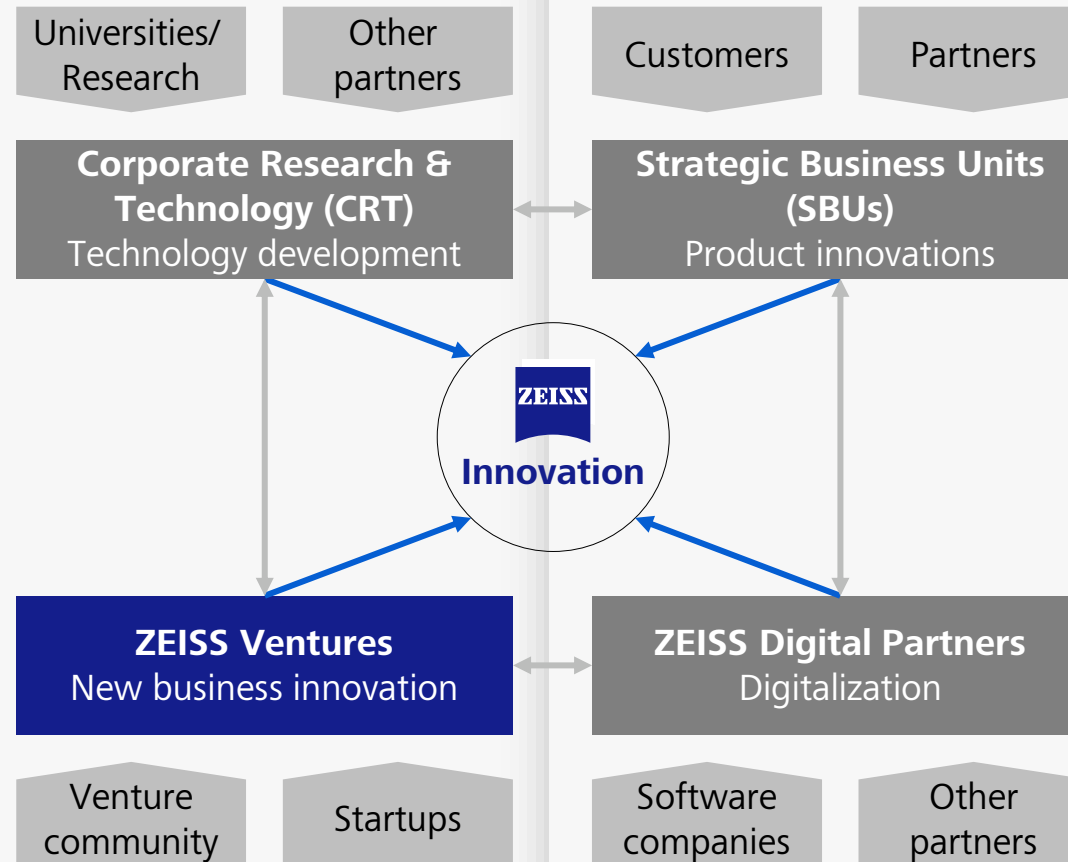 Universities/
Research
Other
partners
Customers
Partners
Corporate Research &
Technology (CRT)
Technology development
Strategic Business Units
(SBUs)
Product innovations
ZEISS
Innovation
ZEISS Ventures
New business innovation
ZEISS Digital Partners
Digitalization
Venture
community
Startups
Software
companies
Other
partners